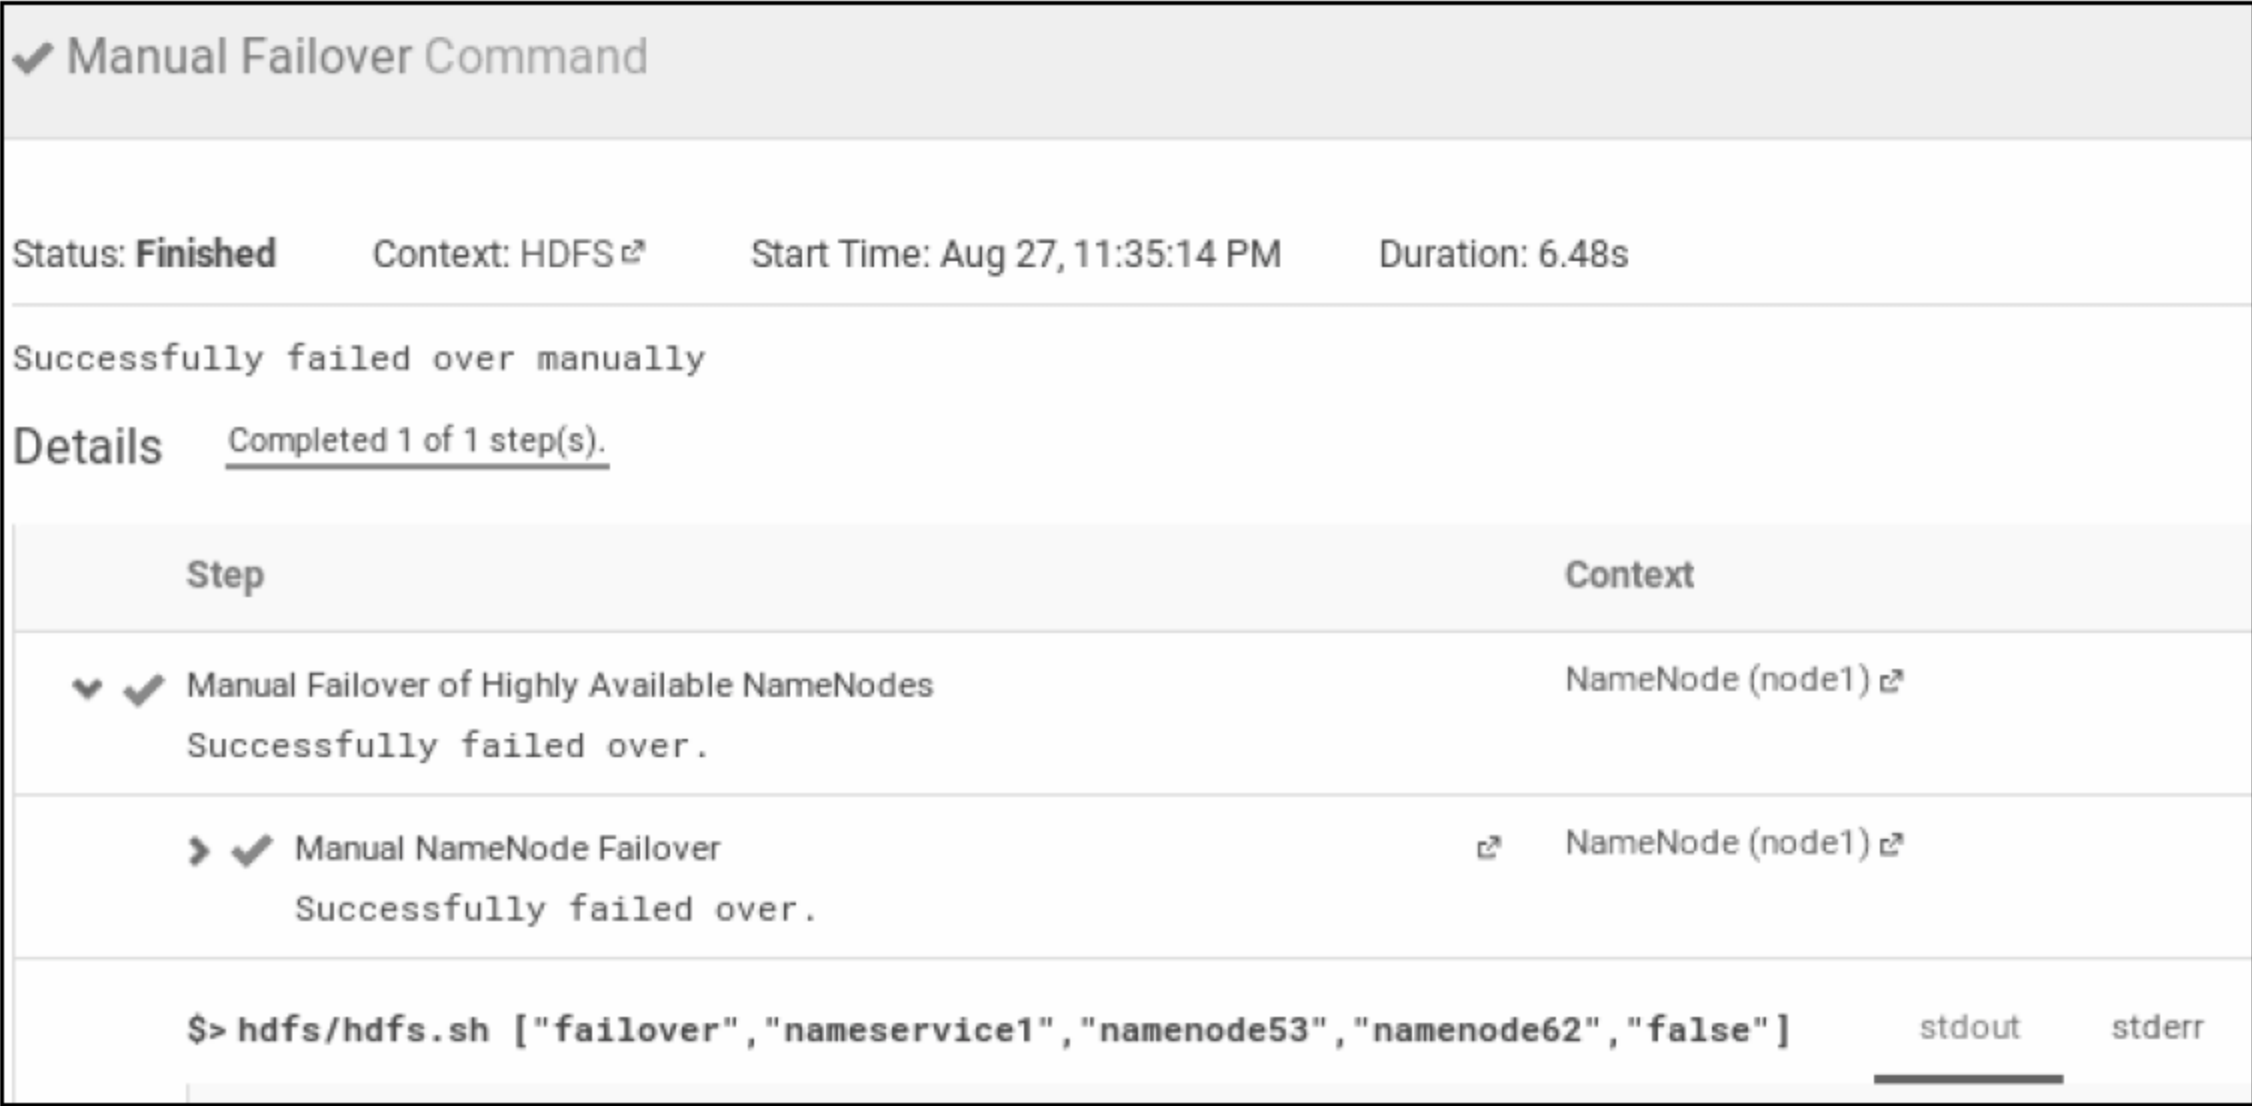 Manual Failover Command
Status: Finished Context: HDFS Start Time: Aug 27, 11:35:14 PM Duration: 6.48s
Successfully failed over manually
Details Completed 1 of 1 step(s).
Step Context
Manual Failover of Highly Available NameNodes NameNode (node1)
Successfully failed over.
Manual NameNode Failover NameNode (node1)
Successfully failed over.
$> hdfs/hdfs.sh ["failover","nameservice1","namenode53","namenode62","false"] stdout stderr